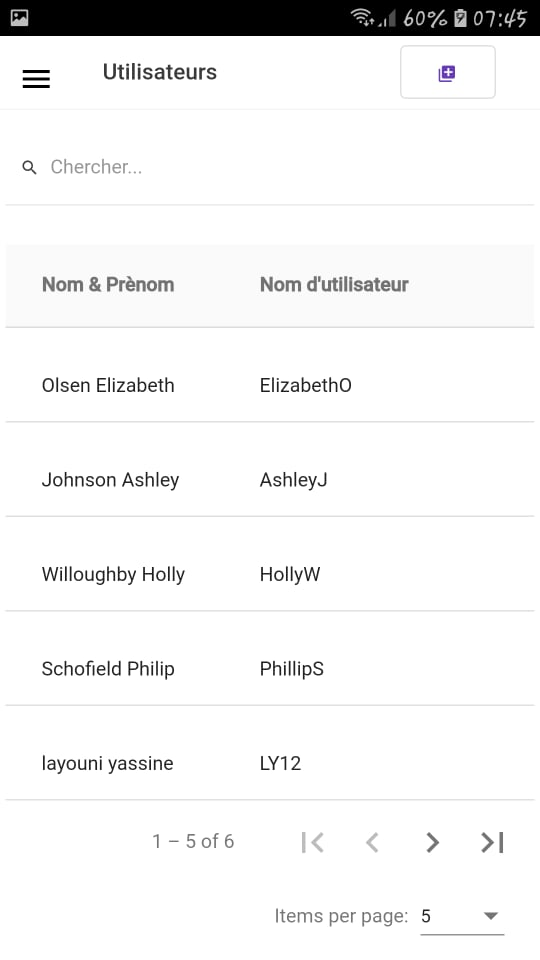 60% 07:45
Utilisateurs
Chercher...
Nom & Prènom Nom d'utilisateur
Olsen Elizabeth ElizabethO
Johnson Ashley AshleyJ
Willoughby Holly HollyW
Schofield Philip PhillipS
layouni yassine LY12
1 – 5 of 6
Items per page: 5